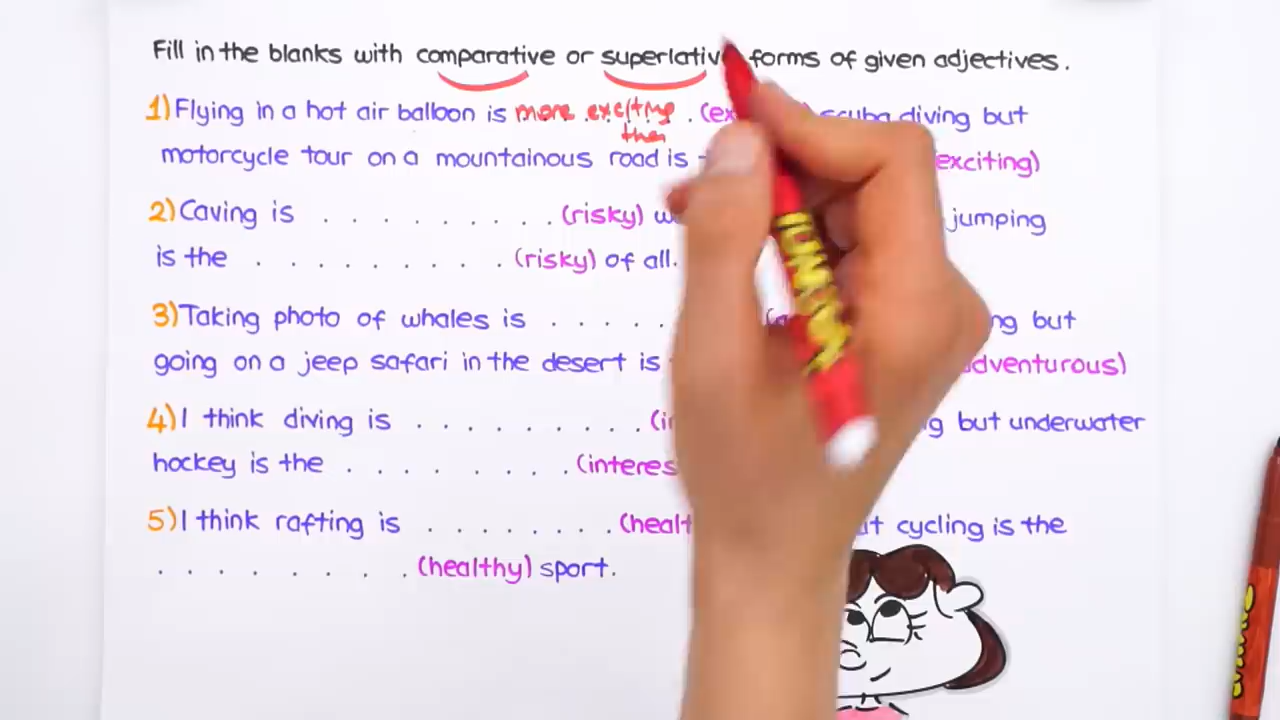 Fill in the blanks with comparative or superlative forms of given adjectives.
1) Flying in a hot air balloon is more exciting . (ex scuba diving but
than
motorcycle tour on a mountainous road is exciting)
2) Caving is . . . . . . . . . (risky) jumping
is the . . . . . . . . . (risky) of all.
3) Taking photo of whales is . . . . . but
going on a jeep safari in the desert is adventurous)
4) I think diving is . . . . . . . . . but underwater
hockey is the . . . . . . . . (interes
5) I think rafting is . . . . . . . . (healt cycling is the
. . . . . . . . (healthy) sport.